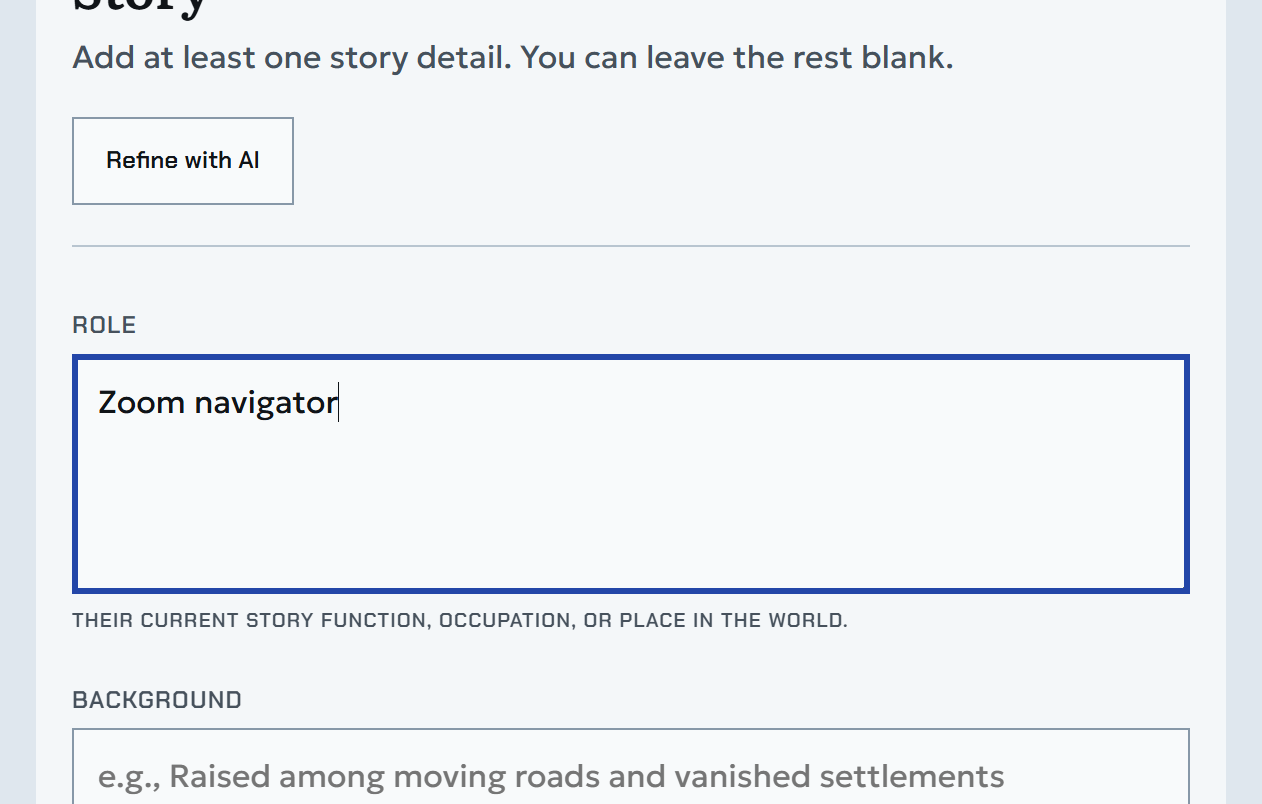 Story
Add at least one story detail. You can leave the rest blank.
Refine with AI
ROLE
Zoom navigator
THEIR CURRENT STORY FUNCTION, OCCUPATION, OR PLACE IN THE WORLD.
BACKGROUND
e.g., Raised among moving roads and vanished settlements